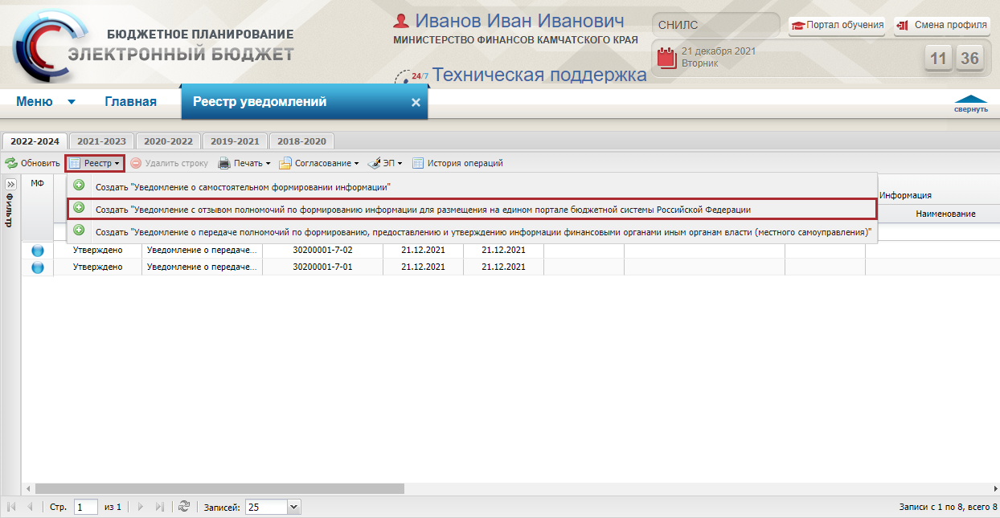 БЮДЖЕТНОЕ ПЛАНИРОВАНИЕ
ЭЛЕКТРОННЫЙ БЮДЖЕТ
Иванов Иван Иванович
МИНИСТЕРСТВО ФИНАНСОВ КАМЧАТСКОГО КРАЯ
24/7 Техническая поддержка
СНИЛС
Портал обучения
Смена профиля
21 декабря 2021
Вторник
11 36
Меню
Главная
Реестр уведомлений
свернуть
2022-2024 2021-2023 2020-2022 2019-2021 2018-2020
Обновить Реестр Удалить строку Печать Согласование ЭП История операций
Фильтр
МФ
Создать "Уведомление о самостоятельном формировании информации"
Создать "Уведомление с отзывом полномочий по формированию информации для размещения на едином портале бюджетной системы Российской Федерации
Создать "Уведомление о передаче полномочий по формированию, предоставлению и утверждению информации финансовыми органами иным органам власти (местного самоуправления)"
Информация
Наименование
Утверждено Уведомление о передаче... 30200001-7-02 21.12.2021 21.12.2021
Утверждено Уведомление о передаче... 30200001-7-01 21.12.2021 21.12.2021
Стр. 1 из 1 Записей: 25 Записи с 1 по 8, всего 8